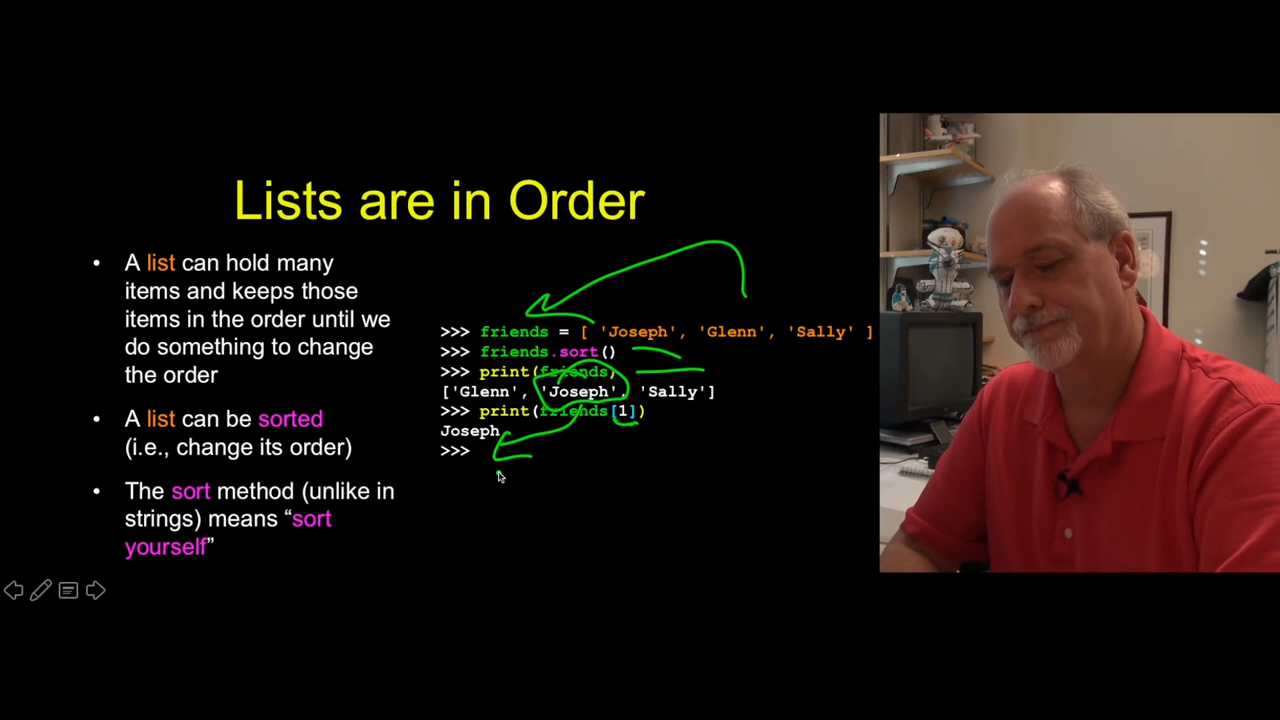 Lists are in Order
• A list can hold many
items and keeps those
items in the order until we
do something to change
the order
• A list can be sorted
(i.e., change its order)
• The sort method (unlike in
strings) means “sort
yourself”
>>> friends = [ 'Joseph', 'Glenn', 'Sally' ]
>>> friends.sort()
>>> print(friends)
['Glenn', 'Joseph', 'Sally']
>>> print(friends[1])
Joseph
>>>